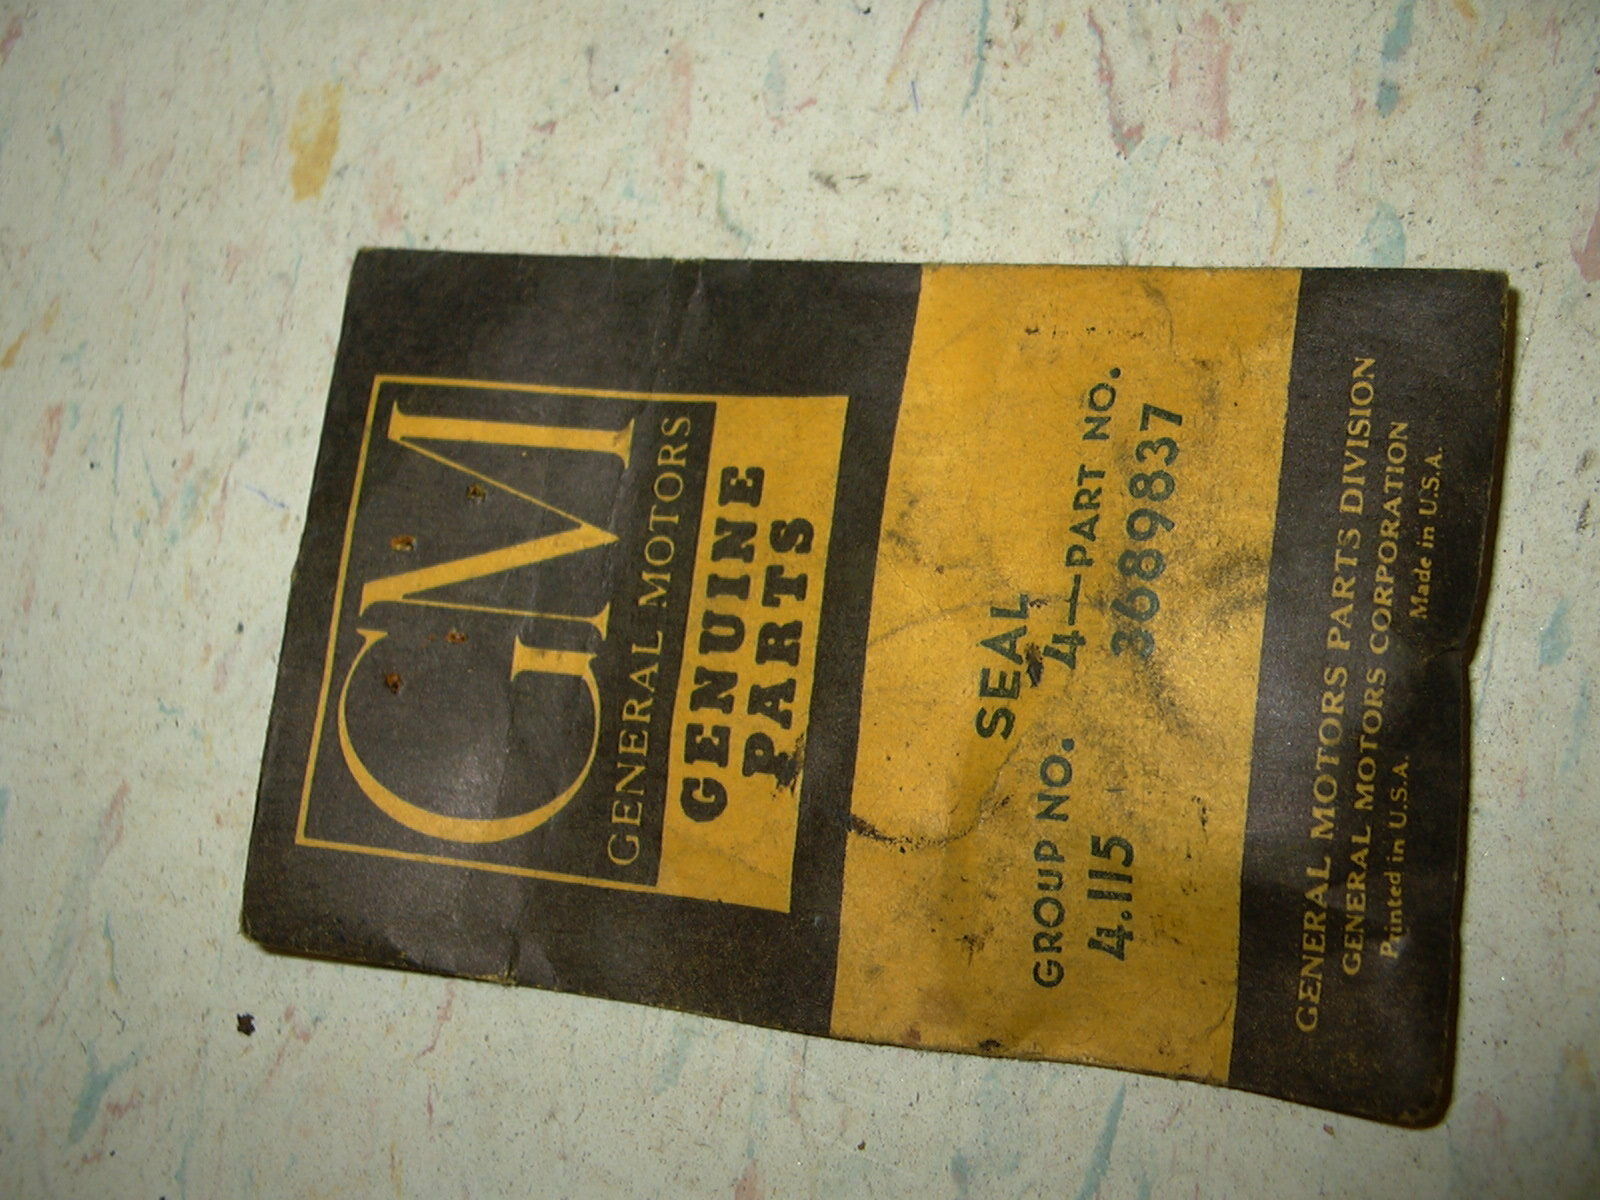 GM
GENERAL MOTORS
GENUINE
PARTS
SEAL 4
GROUP NO. 4—PART NO.
4.115 3689837
GENERAL MOTORS PARTS DIVISION
GENERAL MOTORS CORPORATION
Printed in U.S.A. Made in U.S.A.